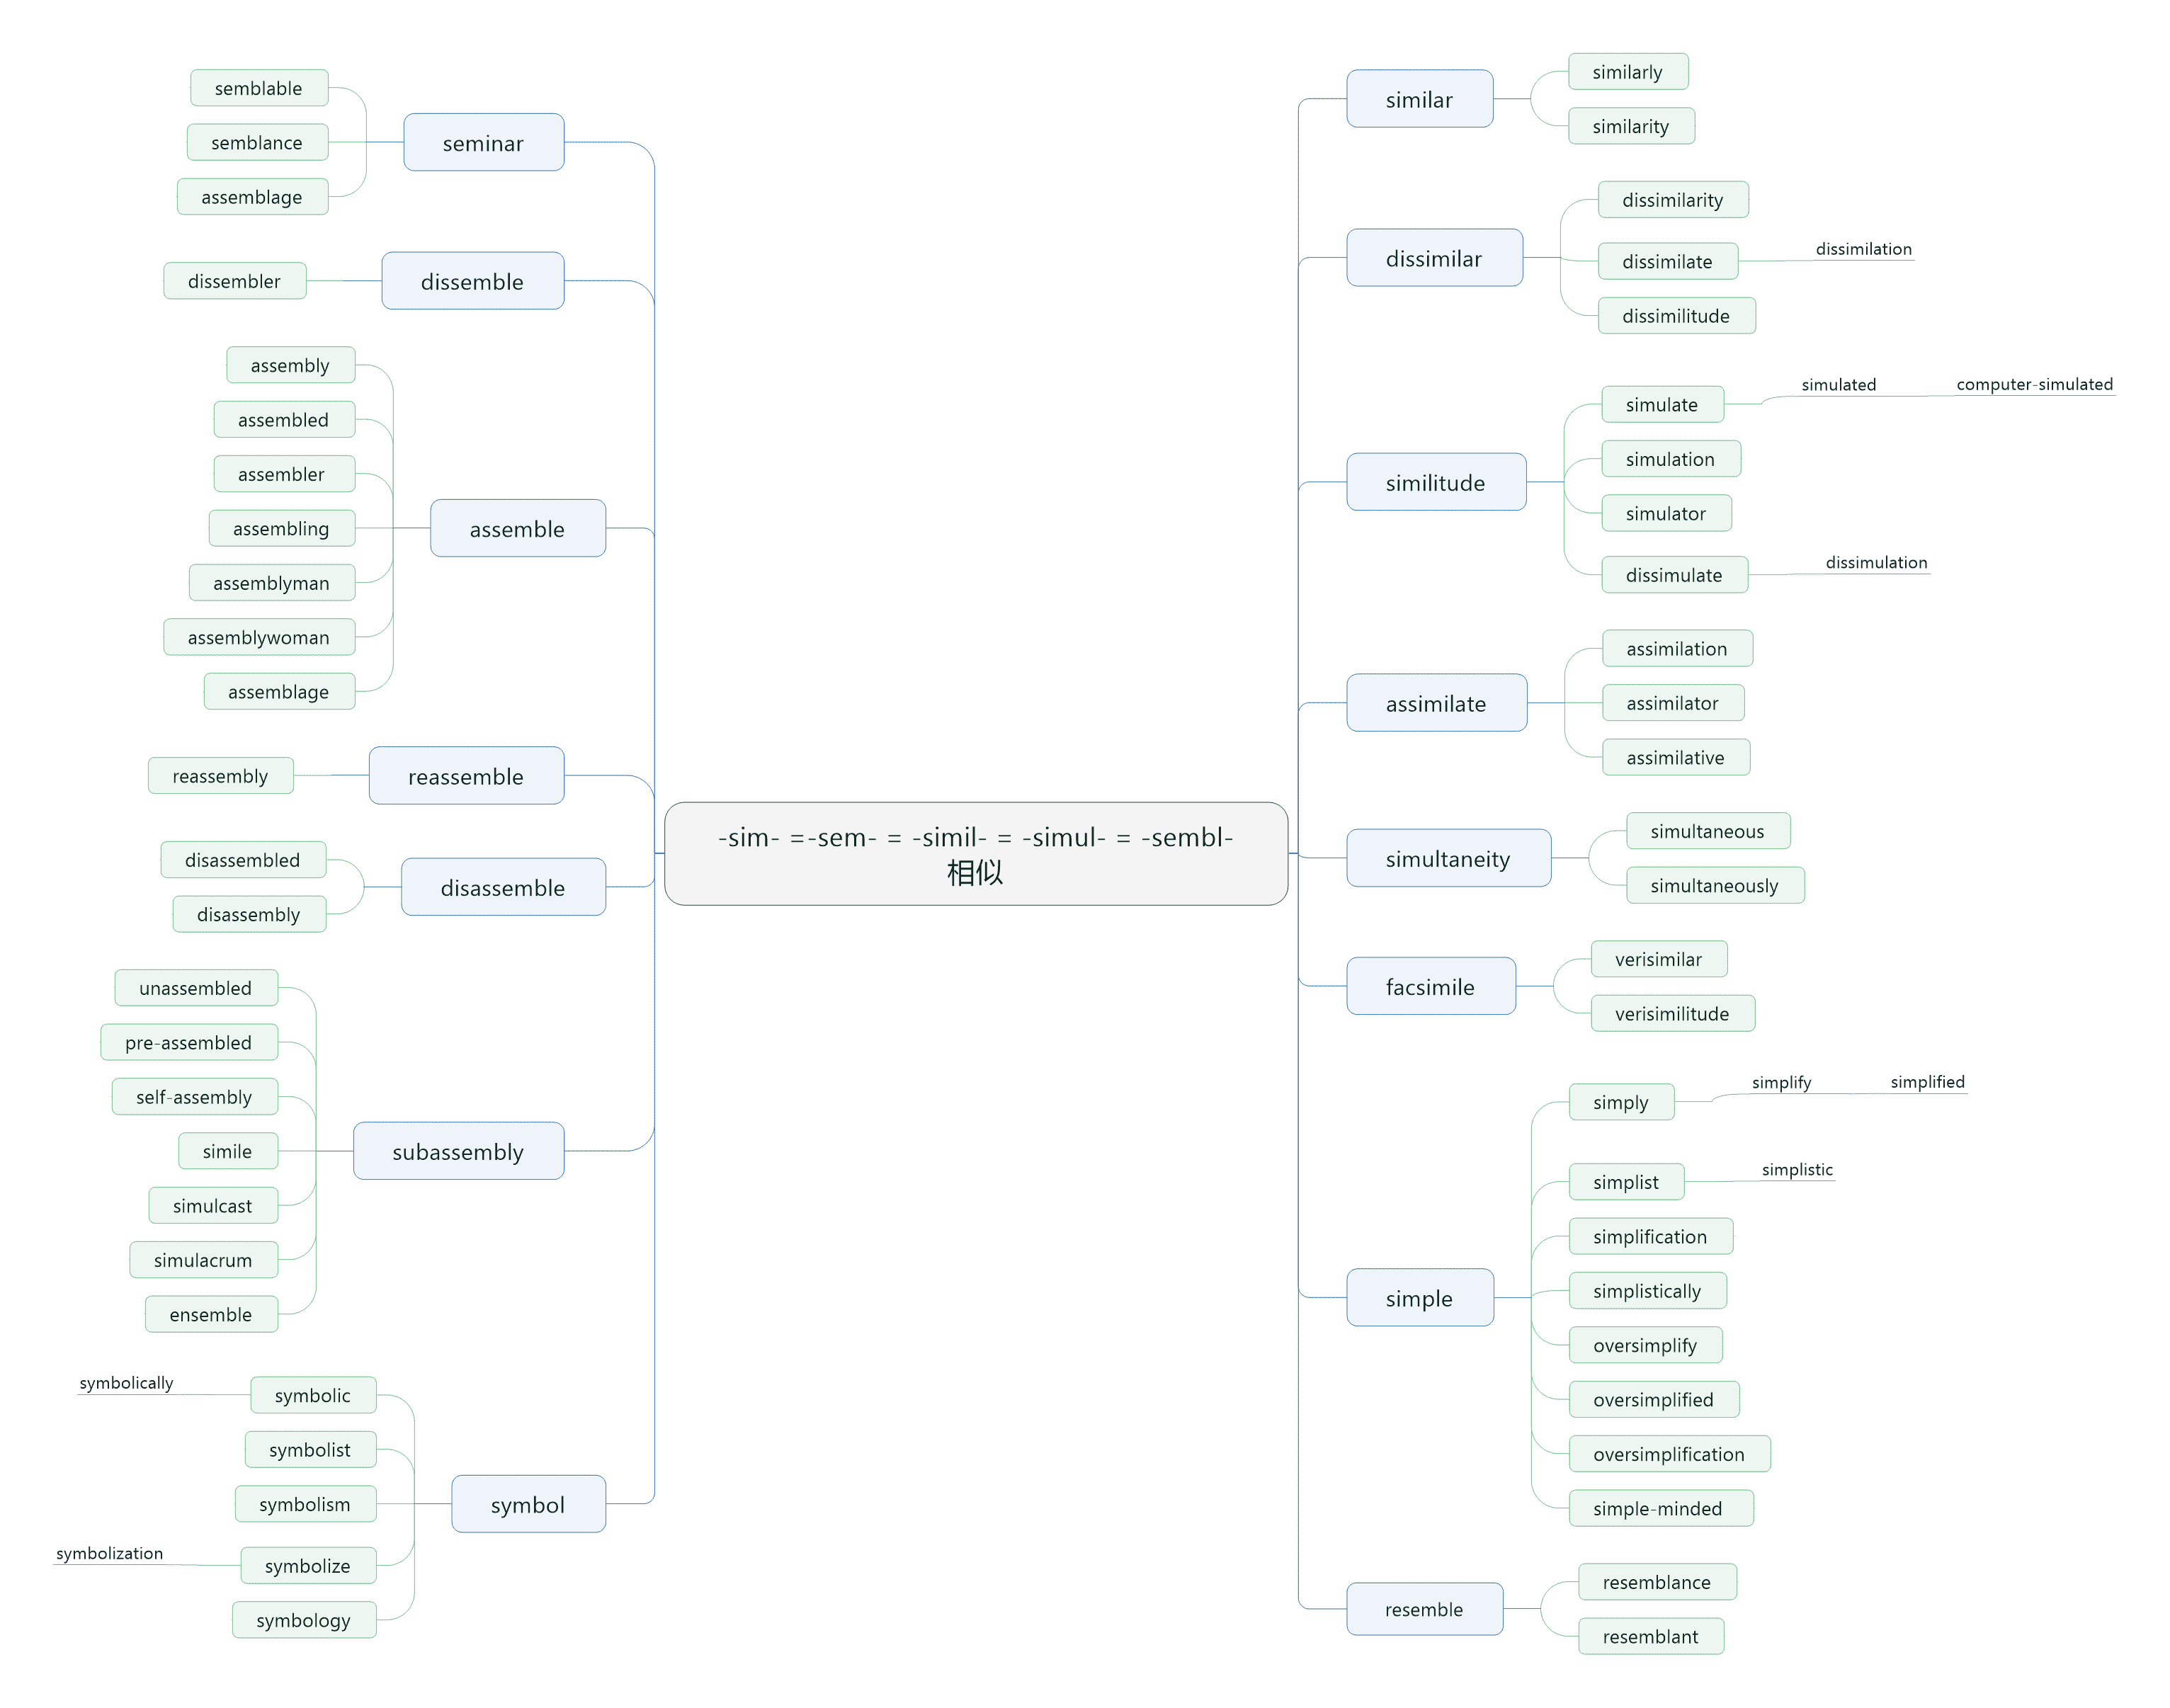 -sim- =-sem- = -simil- = -simul- = -sembl-
相似
similar
similarly
similarity
dissimilar
dissimilarity
dissimilate
dissimilation
dissimilitude
similitude
simulate
simulated
computer-simulated
simulation
simulator
dissimulate
dissimulation
assimilate
assimilation
assimilator
assimilative
simultaneity
simultaneous
simultaneously
facsimile
verisimilar
verisimilitude
simple
simply
simplify
simplified
simplist
simplistic
simplification
simplistically
oversimplify
oversimplified
oversimplification
simple-minded
resemble
resemblance
resemblant
seminar
semblable
semblance
assemblage
dissemble
dissembler
assemble
assembly
assembled
assembler
assembling
assemblyman
assemblywoman
assemblage
reassemble
reassembly
disassemble
disassembled
disassembly
subassembly
unassembled
pre-assembled
self-assembly
simile
simulcast
simulacrum
ensemble
symbol
symbolic
symbolically
symbolist
symbolism
symbolize
symbolization
symbology